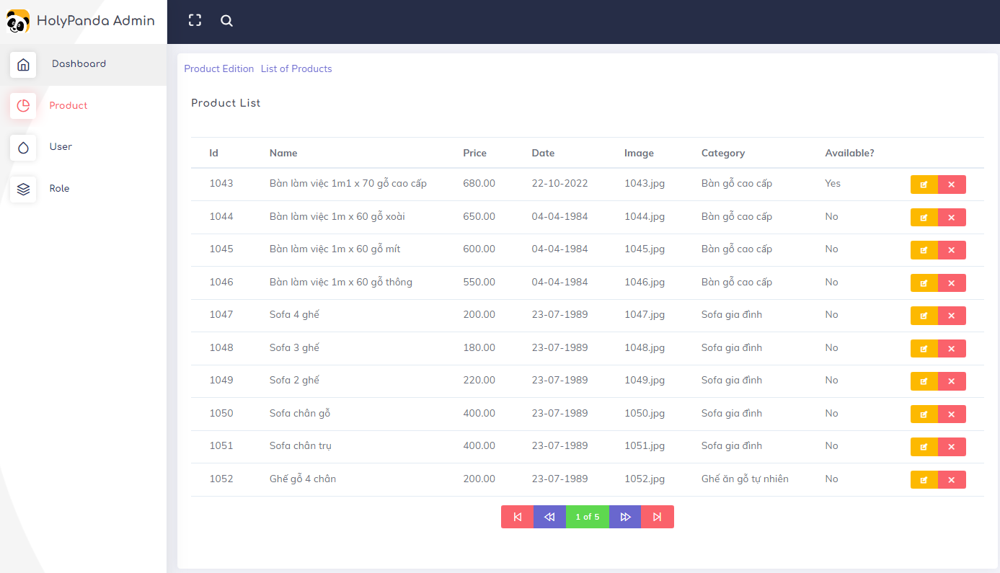 HolyPanda Admin
Dashboard
Product
User
Role
Product Edition List of Products
Product List
Id Name Price Date Image Category Available?
1043 Bàn làm việc 1m1 x 70 gỗ cao cấp 680.00 22-10-2022 1043.jpg Bàn gỗ cao cấp Yes
1044 Bàn làm việc 1m x 60 gỗ xoài 650.00 04-04-1984 1044.jpg Bàn gỗ cao cấp No
1045 Bàn làm việc 1m x 60 gỗ mít 600.00 04-04-1984 1045.jpg Bàn gỗ cao cấp No
1046 Bàn làm việc 1m x 60 gỗ thông 550.00 04-04-1984 1046.jpg Bàn gỗ cao cấp No
1047 Sofa 4 ghế 200.00 23-07-1989 1047.jpg Sofa gia đình No
1048 Sofa 3 ghế 180.00 23-07-1989 1048.jpg Sofa gia đình No
1049 Sofa 2 ghế 220.00 23-07-1989 1049.jpg Sofa gia đình No
1050 Sofa chân gỗ 400.00 23-07-1989 1050.jpg Sofa gia đình No
1051 Sofa chân trụ 400.00 23-07-1989 1051.jpg Sofa gia đình No
1052 Ghế gỗ 4 chân 200.00 23-07-1989 1052.jpg Ghế ăn gỗ tự nhiên No
1 of 5